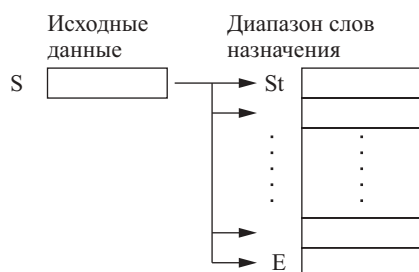 Исходные
данные
Диапазон слов
назначения
S
St
E